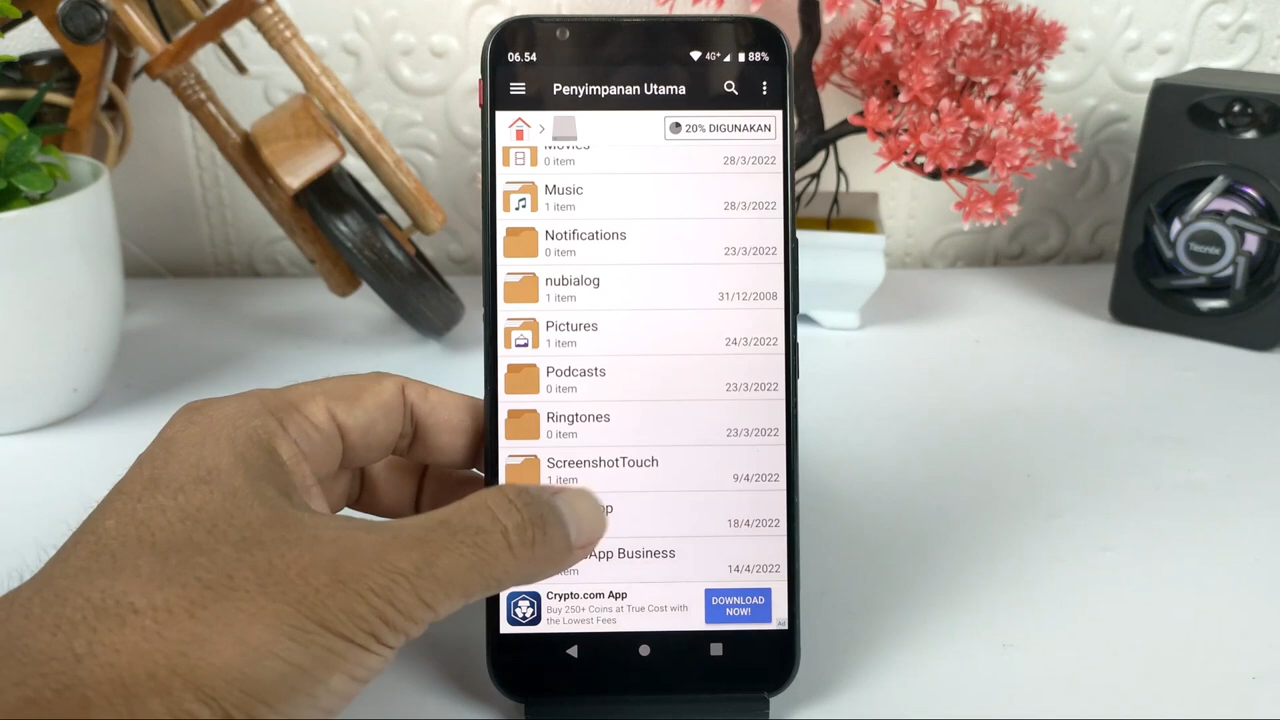 06.54
4G+
88%
Penyimpanan Utama
20% DIGUNAKAN
Movies
0 item
28/3/2022
Music
1 item
28/3/2022
Notifications
0 item
23/3/2022
nubialog
1 item
31/12/2008
Pictures
1 item
24/3/2022
Podcasts
0 item
23/3/2022
Ringtones
0 item
23/3/2022
ScreenshotTouch
1 item
9/4/2022
18/4/2022
App Business
14/4/2022
Crypto.com App
Buy 250+ Coins at True Cost with
the Lowest Fees
DOWNLOAD
NOW!
Ad
Tecnix